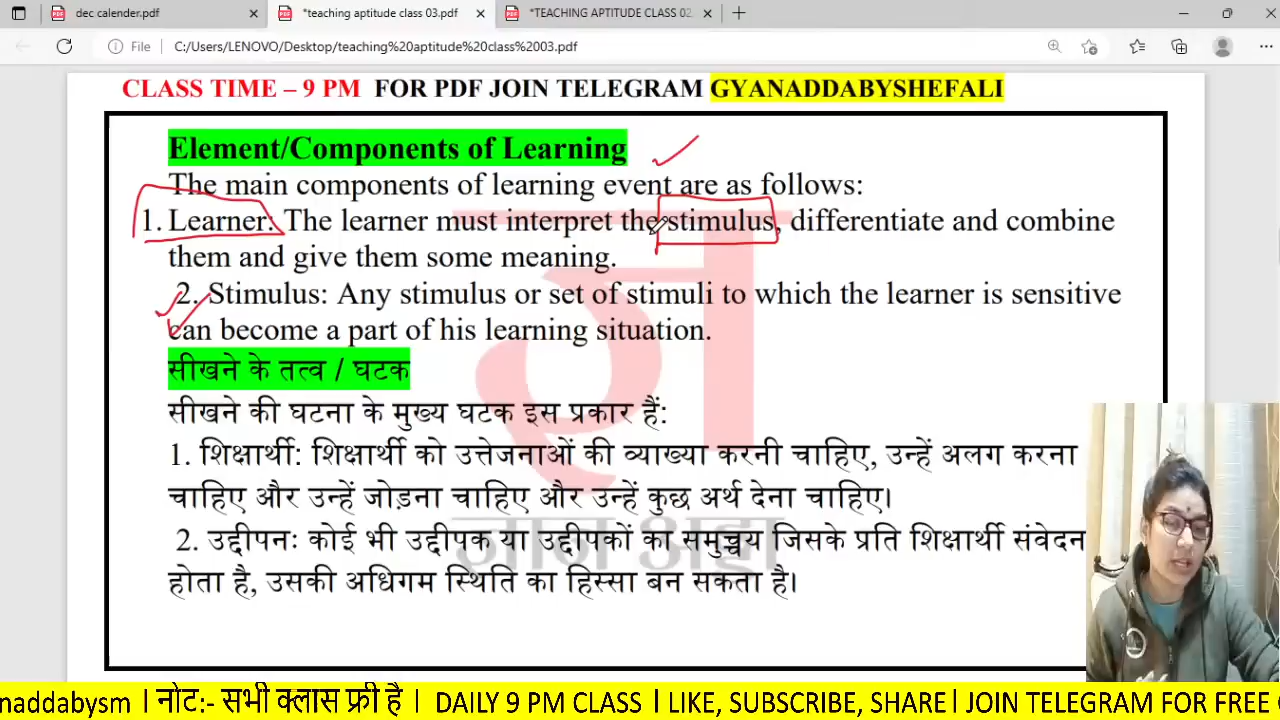 dec calender.pdf
*teaching aptitude class 03.pdf
*TEACHING APTITUDE CLASS 02.
File
C:/Users/LENOVO/Desktop/teaching%20aptitude%20class%2003.pdf
CLASS TIME – 9 PM FOR PDF JOIN TELEGRAM GYANADDABYSHEFALI
Element/Components of Learning
The main components of learning event are as follows:
1. Learner: The learner must interpret the stimulus, differentiate and combine
them and give them some meaning.
2. Stimulus: Any stimulus or set of stimuli to which the learner is sensitive
can become a part of his learning situation.
सीखने के तत्व / घटक
सीखने की घटना के मुख्य घटक इस प्रकार हैं:
1. शिक्षार्थी: शिक्षार्थी को उत्तेजनाओं की व्याख्या करनी चाहिए, उन्हें अलग करना
चाहिए और उन्हें जोड़ना चाहिए और उन्हें कुछ अर्थ देना चाहिए।
2. उद्दीपनः कोई भी उद्दीपक या उद्दीपकों का समुच्चय जिसके प्रति शिक्षार्थी संवेदन
होता है, उसकी अधिगम स्थिति का हिस्सा बन सकता है।
ज्ञान अड्डा
naddabysm । नोट:- सभी क्लास फ्री है । DAILY 9 PM CLASS । LIKE, SUBSCRIBE, SHARE। JOIN TELEGRAM FOR FREE